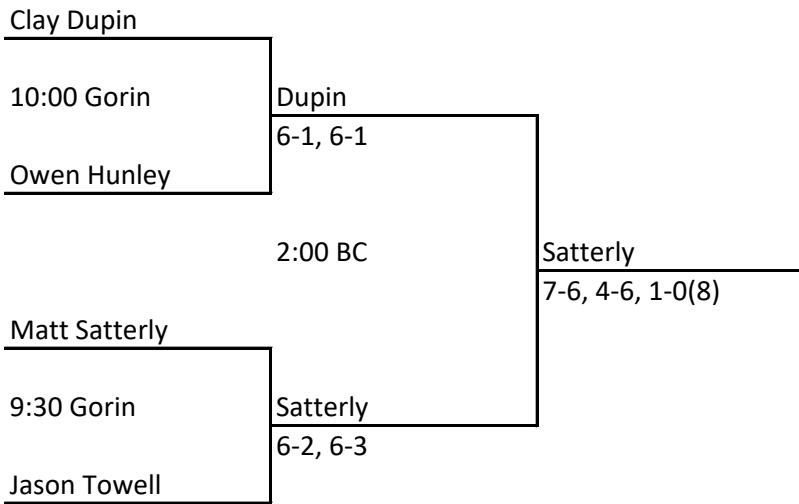 Clay Dupin
10:00 Gorin
Dupin
6-1, 6-1
Owen Hunley
2:00 BC
Satterly
7-6, 4-6, 1-0(8)
Matt Satterly
9:30 Gorin
Satterly
6-2, 6-3
Jason Towell